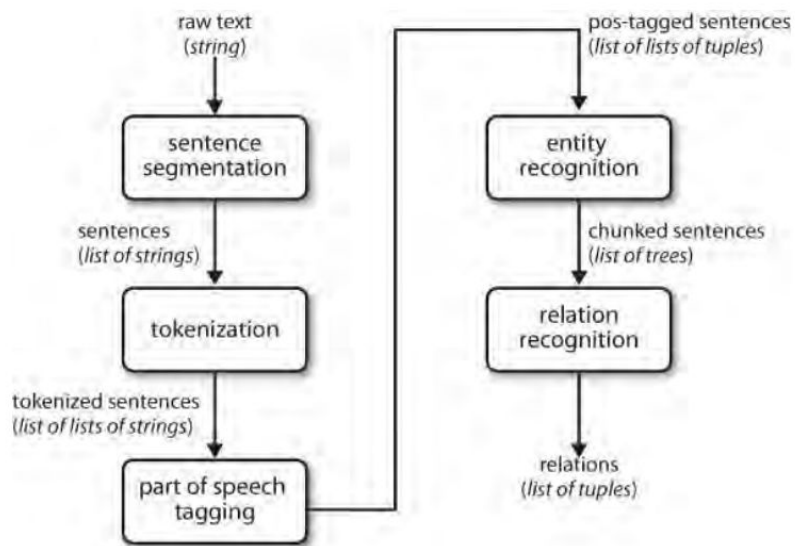 raw text
(string)
sentence
segmentation
sentences
(list of strings)
tokenization
tokenized sentences
(list of lists of strings)
part of speech
tagging
pos-tagged sentences
(list of lists of tuples)
entity
recognition
chunked sentences
(list of trees)
relation
recognition
relations
(list of tuples)